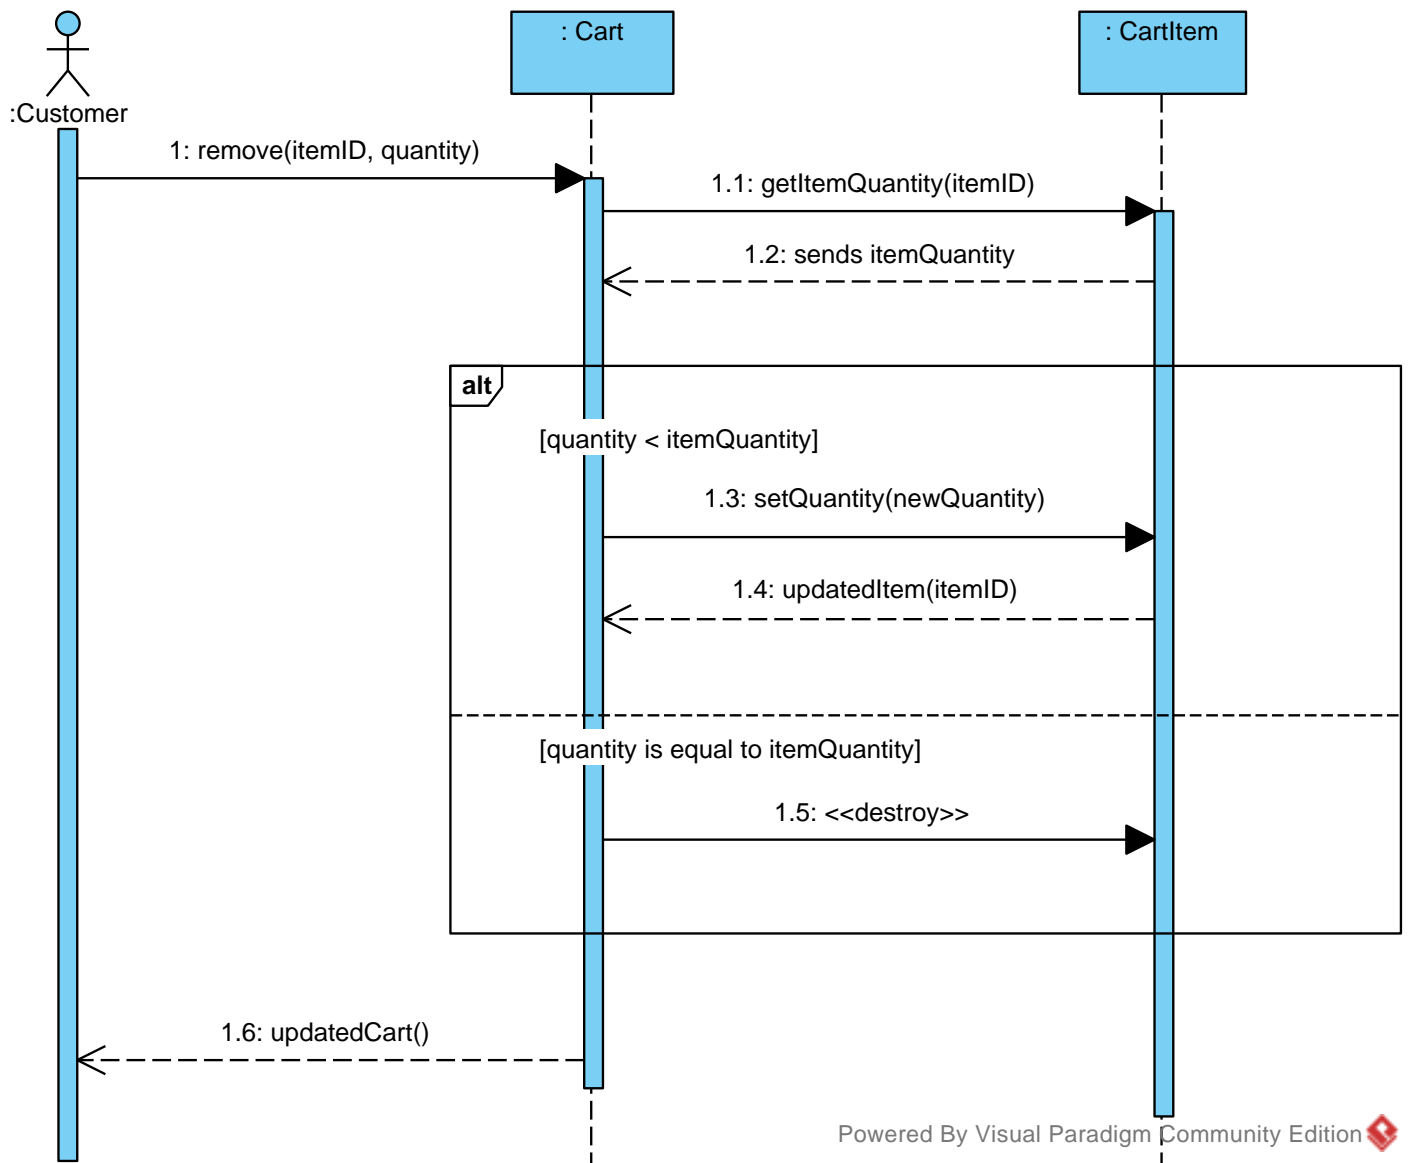 : Cart
: CartItem
:Customer
1: remove(itemID, quantity)
1.1: getItemQuantity(itemID)
1.2: sends itemQuantity
alt
[quantity < itemQuantity]
1.3: setQuantity(newQuantity)
1.4: updatedItem(itemID)
[quantity is equal to itemQuantity]
1.5: <<destroy>>
1.6: updatedCart()
Powered By Visual Paradigm Community Edition